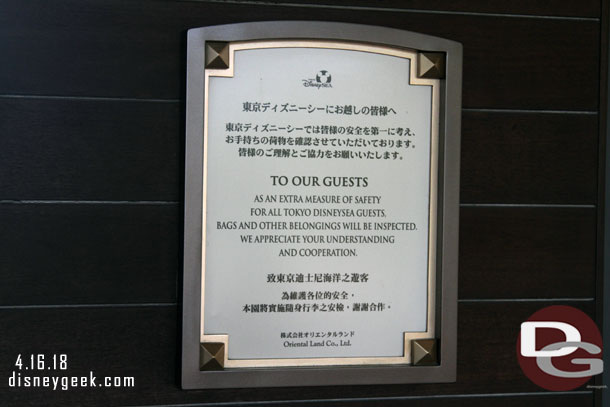 DisneySEA
東京ディズニーシーにお越しの皆様へ
東京ディズニーシーでは皆様の安全を第一に考え、
お手持ちの荷物を確認させていただいております。
皆様のご理解とご協力をお願いいたします。
TO OUR GUESTS
AS AN EXTRA MEASURE OF SAFETY
FOR ALL TOKYO DISNEYSEA GUESTS,
BAGS AND OTHER BELONGINGS WILL BE INSPECTED.
WE APPRECIATE YOUR UNDERSTANDING
AND COOPERATION.
致東京迪士尼海洋之遊客
為維護各位的安全，
本園將實施隨身行李之安檢，謝謝合作。
株式会社オリエンタルランド
Oriental Land Co., Ltd.
4.16.18
disneygeek.com
DG